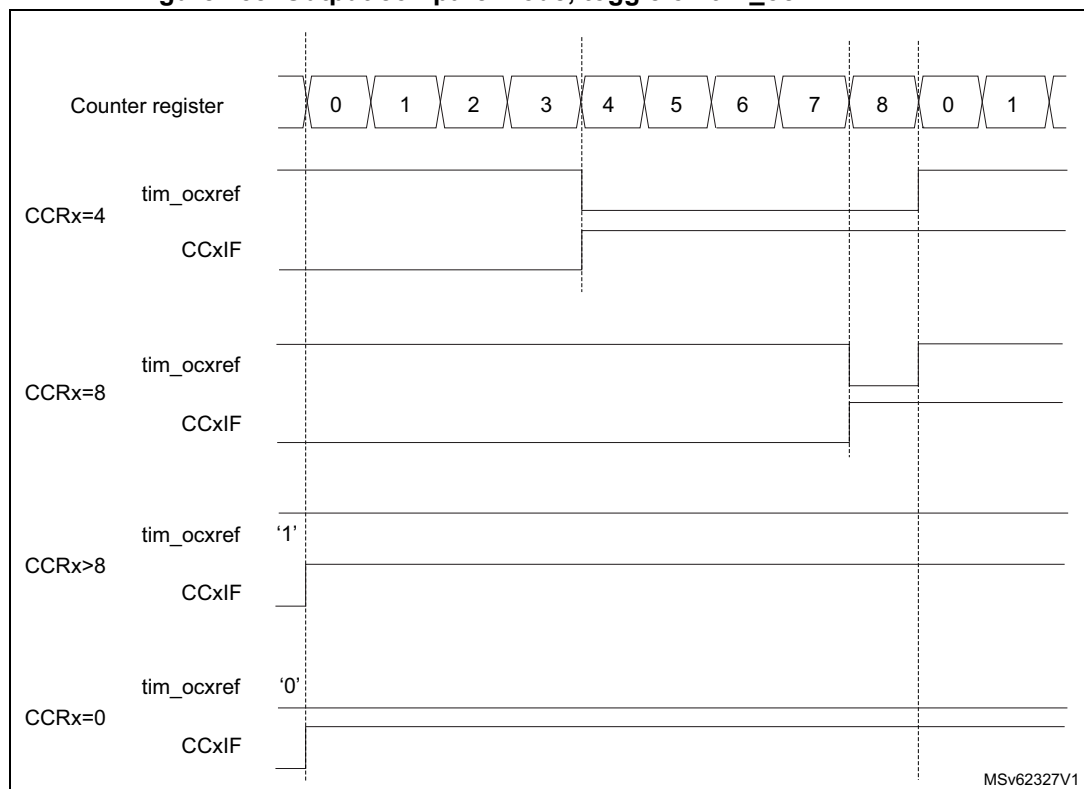 Counter register 0 1 2 3 4 5 6 7 8 0 1
tim_ocxref
CCRx=4
CCxIF
tim_ocxref
CCRx=8
CCxIF
tim_ocxref ‘1’
CCRx>8
CCxIF
tim_ocxref ‘0’
CCRx=0
CCxIF
MSv62327V1